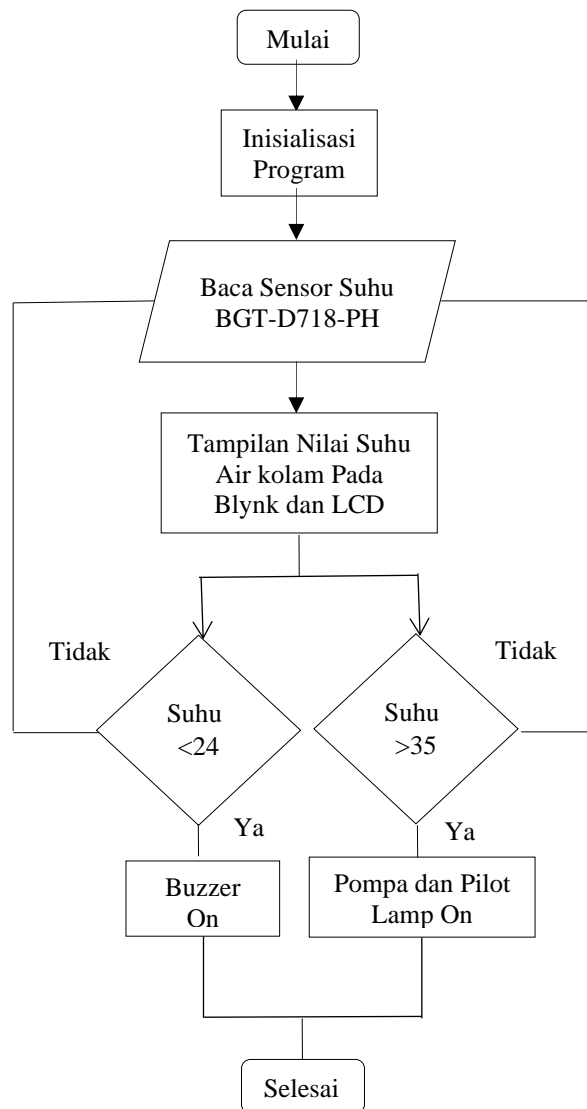 Mulai
Inisialisasi
Program
Baca Sensor Suhu
BGT-D718-PH
Tampilan Nilai Suhu
Air kolam Pada
Blynk dan LCD
Tidak
Tidak
Suhu
<24
Suhu
>35
Ya
Ya
Buzzer
On
Pompa dan Pilot
Lamp On
Selesai